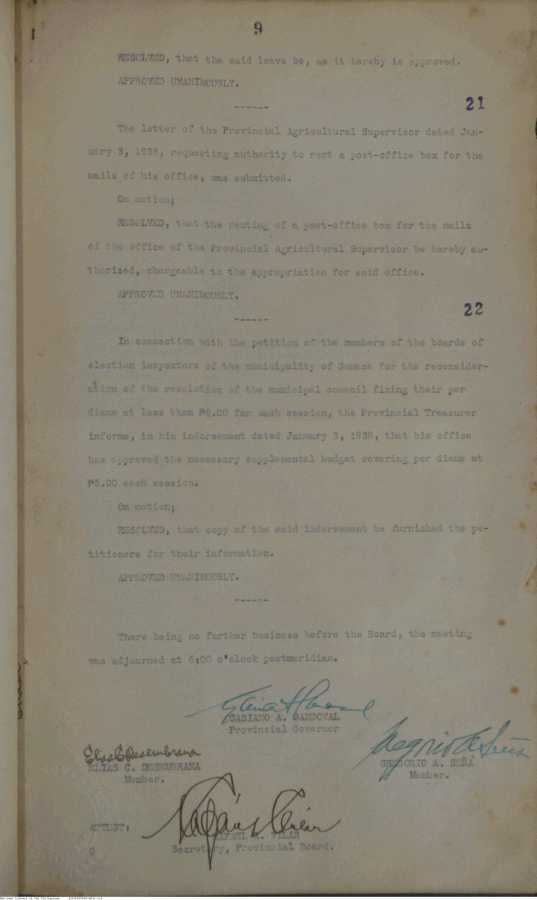 9
RESOLVED, that the said leave be, as it hereby is approved.
APPROVED UNANIMOUSLY.
------
21
The letter of the Provincial Agricultural Supervisor dated Jan-
uary 3, 1938, requesting authority to rent a post-office box for the
mails of his office, was submitted.
On motion;
RESOLVED, that the renting of a post-office box for the mails
of the office of the Provincial Agricultural Supervisor be hereby au-
thorized, chargeable to the appropriation for said office.
APPROVED UNANIMOUSLY.
22
------
In connection with the petition of the members of the boards of
election inspectors of the municipality of for the reconsider-
ation of the resolution of the municipal council fixing their per
diems at less than ₱5.00 for each session, the Provincial Treasurer
informs, in his indorsement dated January 3, 1938, that his office
has approved the necessary supplemental budget covering per diems at
₱5.00 each session.
On motion;
RESOLVED, that copy of the said indorsement be furnished the pe-
titioners for their information.
APPROVED UNANIMOUSLY.
------
There being no further business before the Board, the meeting
was adjourned at 6:00 o'clock postmeridian.
A. SANDOVAL
Provincial Governor
ELIAS C. DESEMBRANA
Member.
GREGORIO A. SEÑA
Member.
ATTEST:
Secretary, Provincial Board.